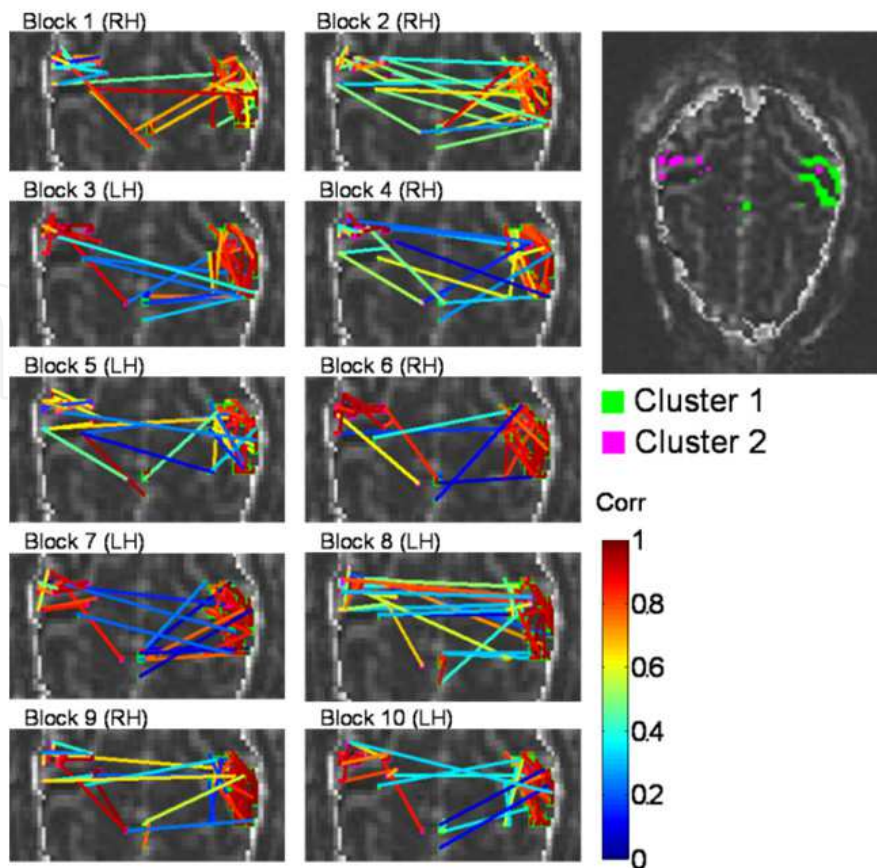 Block 1 (RH)
Block 2 (RH)
Block 3 (LH)
Block 4 (RH)
Block 5 (LH)
Block 6 (RH)
Block 7 (LH)
Block 8 (LH)
Block 9 (RH)
Block 10 (LH)
Cluster 1
Cluster 2
Corr
1
0.8
0.6
0.4
0.2
0